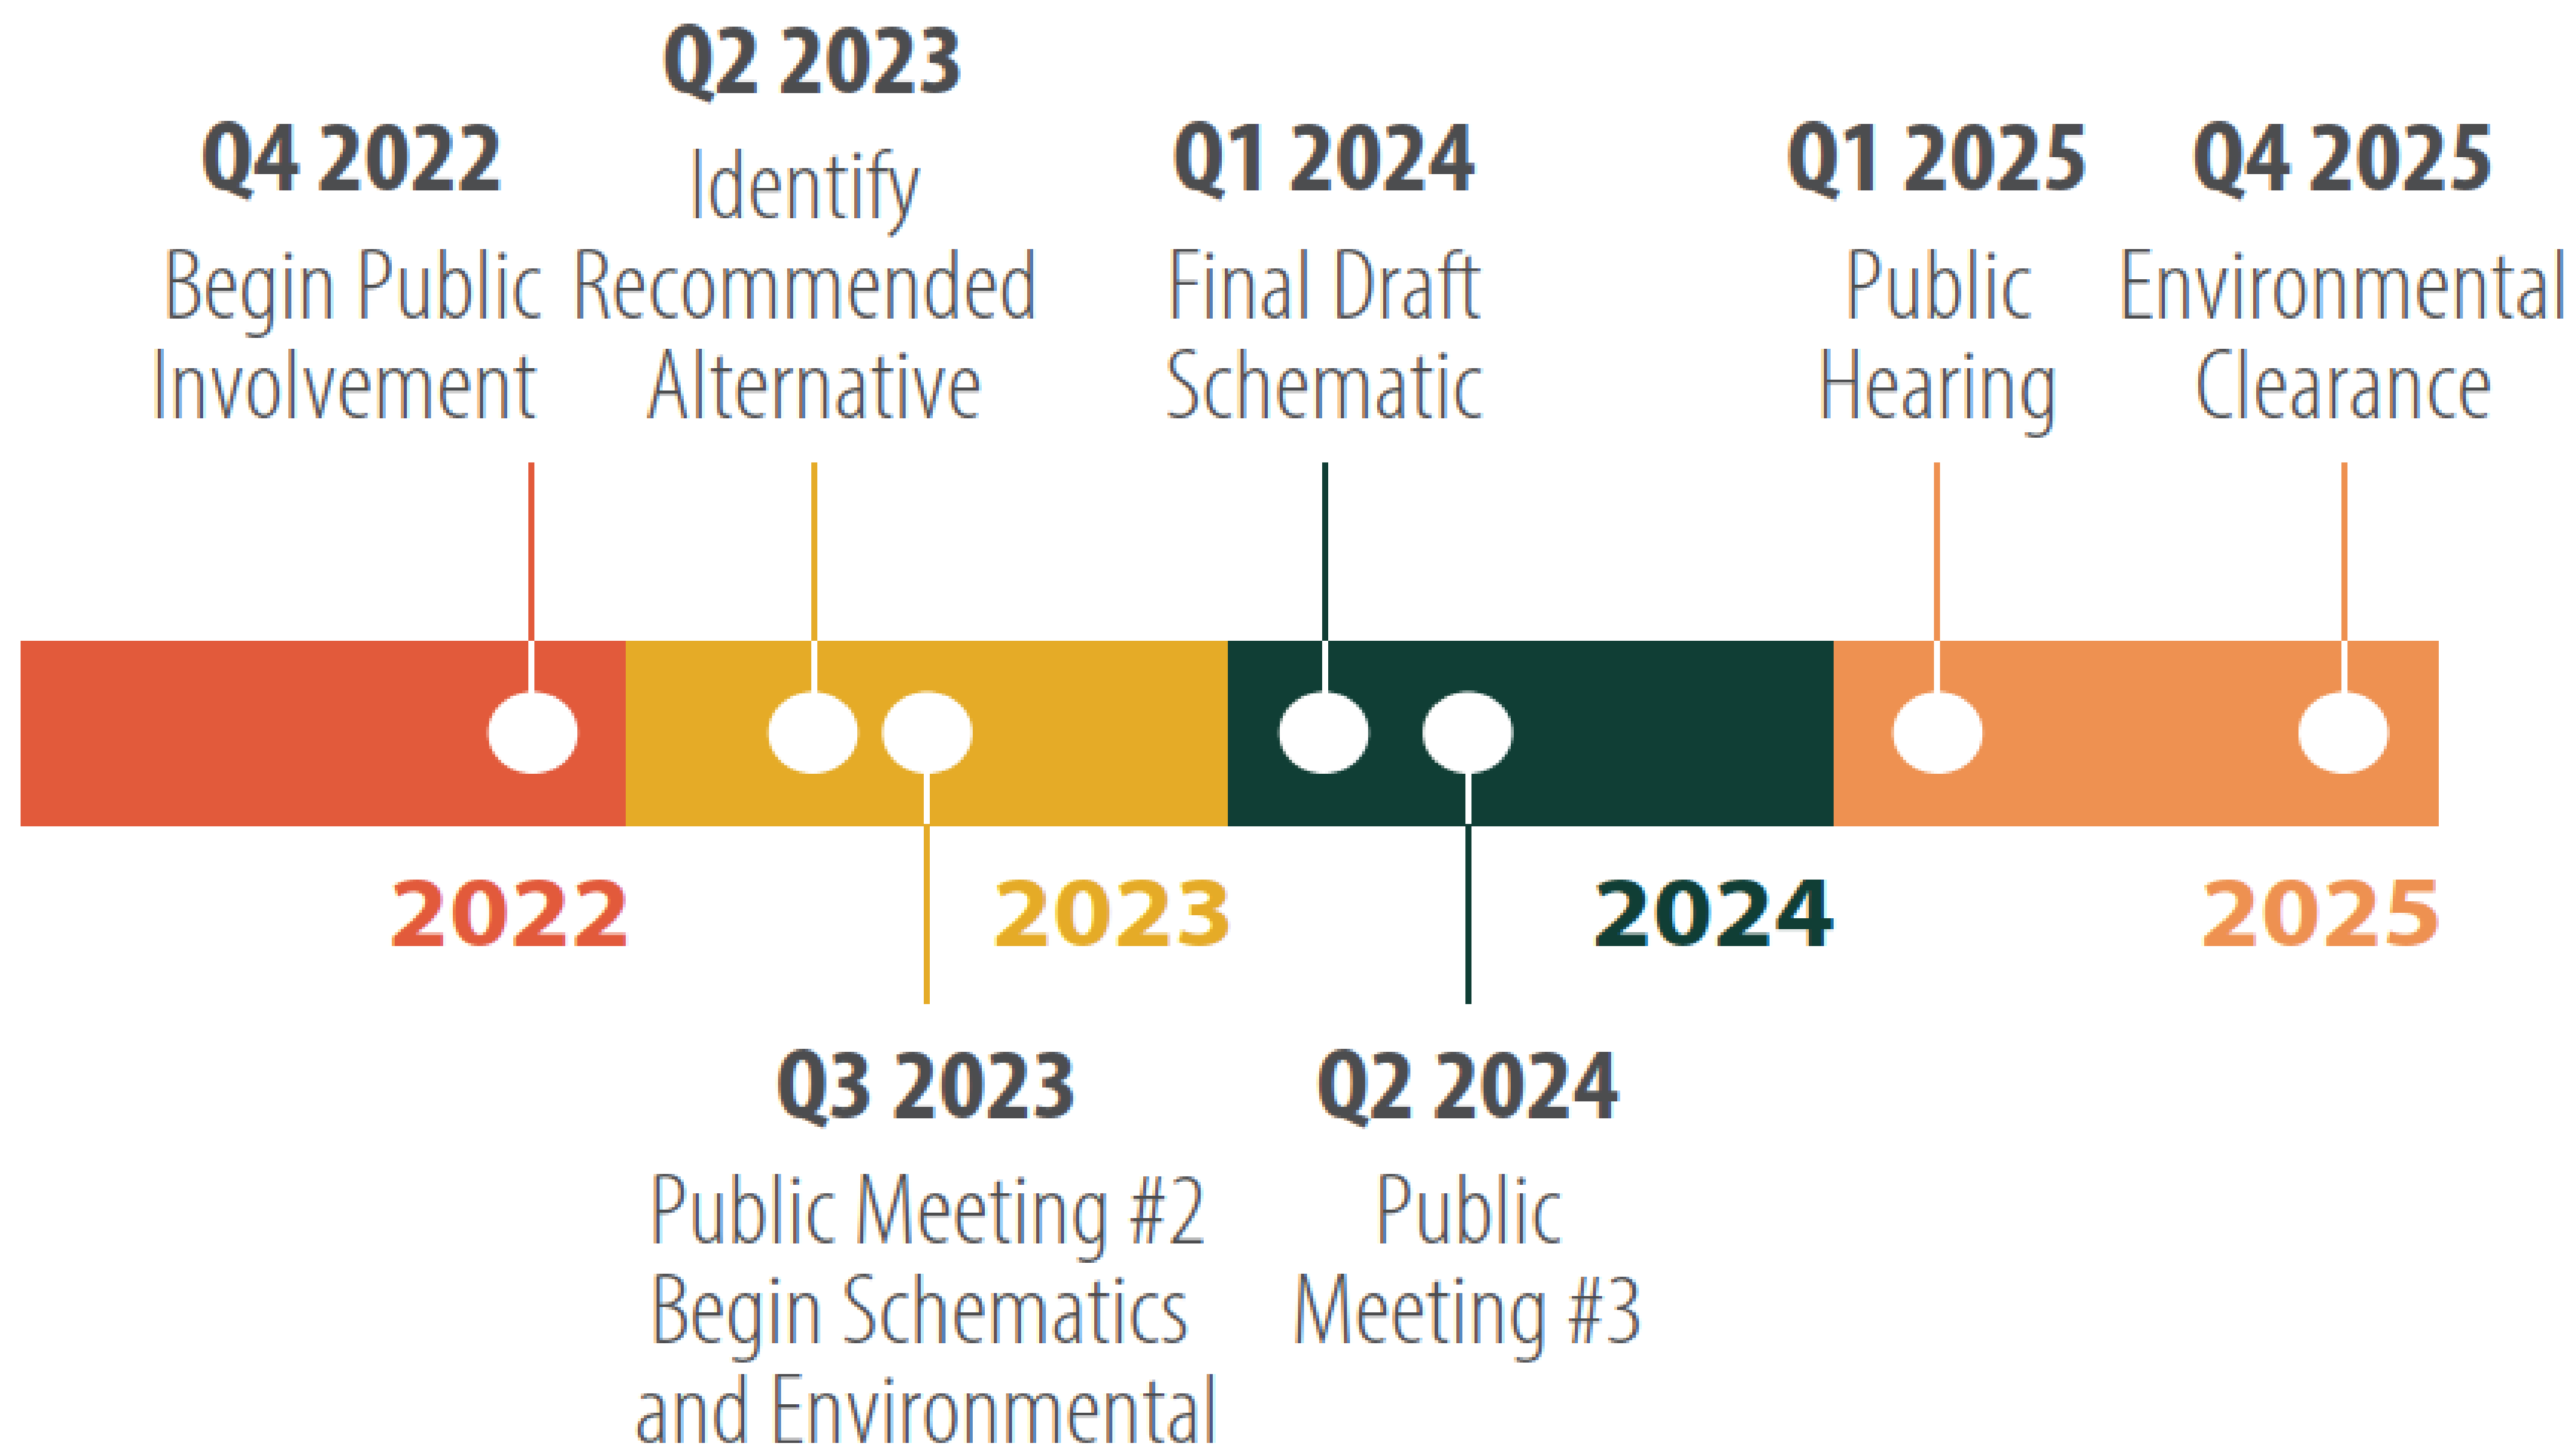 Q4 2022
Begin Public
Involvement
Q2 2023
Identify
Recommended
Alternative
Q1 2024
Final Draft
Schematic
Q1 2025
Public
Hearing
Q4 2025
Environmental
Clearance
2022
2023
2024
2025
Q3 2023
Public Meeting #2
Begin Schematics
and Environmental
Q2 2024
Public
Meeting #3